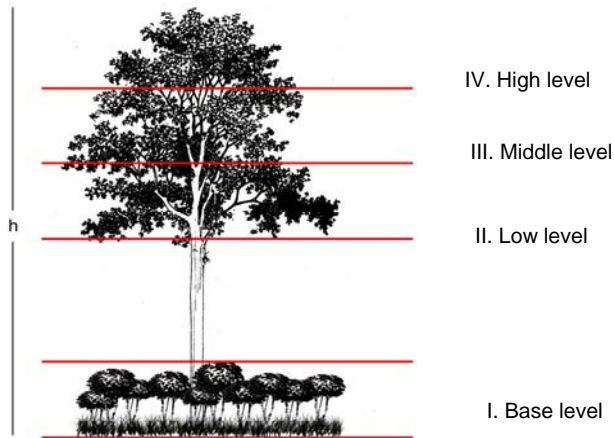 IV. High level
III. Middle level
h
II. Low level
I. Base level